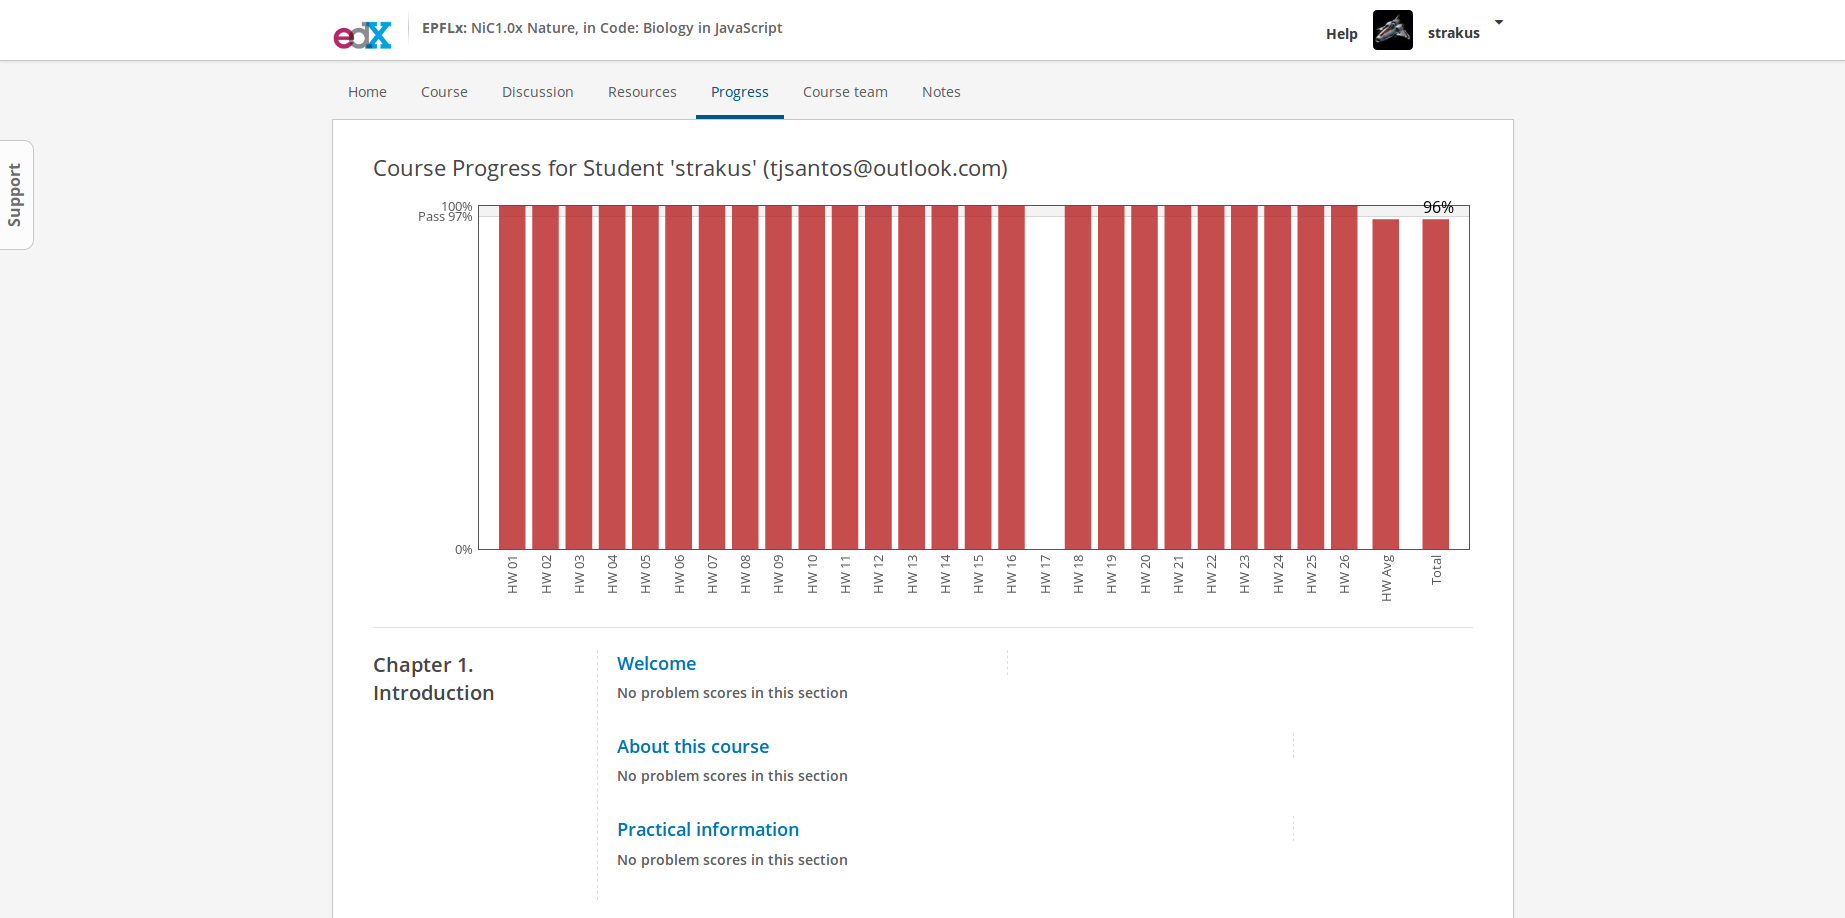 edX
EPFLx: NiC1.0x Nature, in Code: Biology in JavaScript
Help
strakus
Home
Course
Discussion
Resources
Progress
Course team
Notes
Support
Course Progress for Student 'strakus' (tjsantos@outlook.com)
100%
Pass 97%
96%
0%
HW 01
HW 02
HW 03
HW 04
HW 05
HW 06
HW 07
HW 08
HW 09
HW 10
HW 11
HW 12
HW 13
HW 14
HW 15
HW 16
HW 17
HW 18
HW 19
HW 20
HW 21
HW 22
HW 23
HW 24
HW 25
HW 26
HW Avg
Total
Chapter 1.
Introduction
Welcome
No problem scores in this section
About this course
No problem scores in this section
Practical information
No problem scores in this section